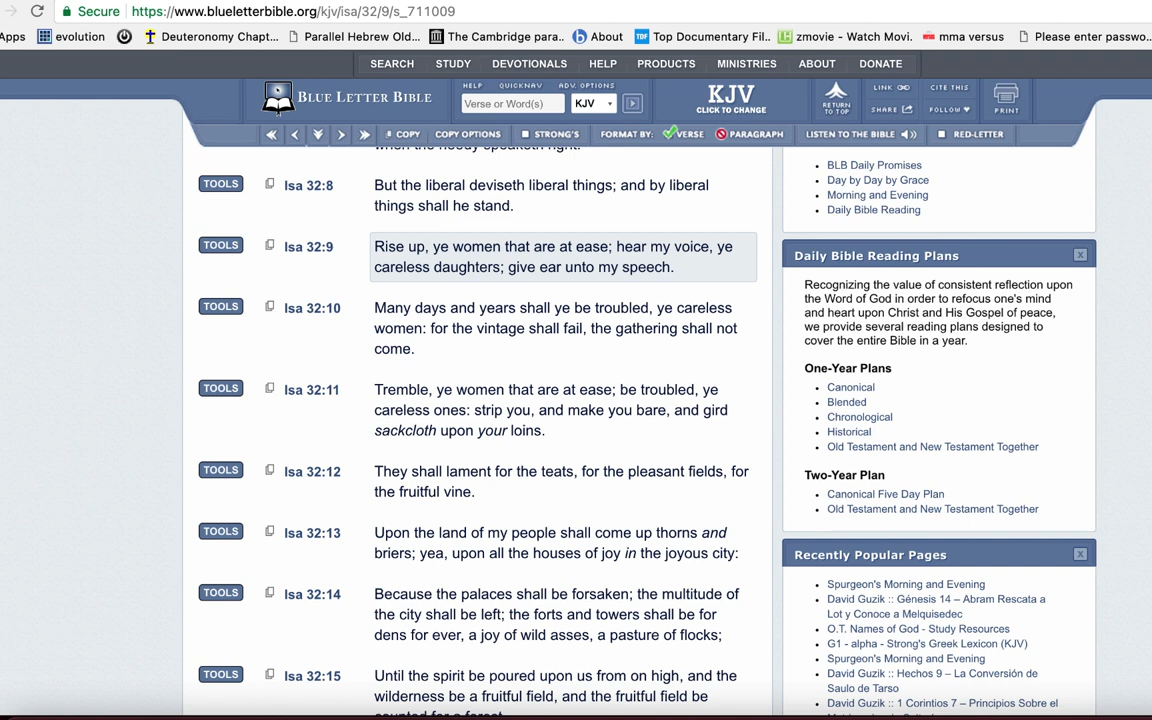 Secure https://www.blueletterbible.org/kjv/isa/32/9/s_711009
Apps evolution Deuteronomy Chapt... Parallel Hebrew Old... The Cambridge para.. About Top Documentary Fil.. zmovie - Watch Movi. mma versus Please enter passwo..
SEARCH STUDY DEVOTIONALS HELP PRODUCTS MINISTRIES ABOUT DONATE
BLUE LETTER BIBLE
HELP QUICKNAV ADV. OPTIONS
Verse or Word(s) KJV
KJV
CLICK TO CHANGE
RETURN
TO TOP
LINK CITE THIS
SHARE FOLLOW
PRINT
COPY COPY OPTIONS STRONG'S FORMAT BY: VERSE PARAGRAPH LISTEN TO THE BIBLE RED-LETTER
when the needy speaketh right.
TOOLS Isa 32:8 But the liberal deviseth liberal things; and by liberal
things shall he stand.
TOOLS Isa 32:9 Rise up, ye women that are at ease; hear my voice, ye
careless daughters; give ear unto my speech.
TOOLS Isa 32:10 Many days and years shall ye be troubled, ye careless
women: for the vintage shall fail, the gathering shall not
come.
TOOLS Isa 32:11 Tremble, ye women that are at ease; be troubled, ye
careless ones: strip you, and make you bare, and gird
sackcloth upon your loins.
TOOLS Isa 32:12 They shall lament for the teats, for the pleasant fields, for
the fruitful vine.
TOOLS Isa 32:13 Upon the land of my people shall come up thorns and
briers; yea, upon all the houses of joy in the joyous city:
TOOLS Isa 32:14 Because the palaces shall be forsaken; the multitude of
the city shall be left; the forts and towers shall be for
dens for ever, a joy of wild asses, a pasture of flocks;
TOOLS Isa 32:15 Until the spirit be poured upon us from on high, and the
wilderness be a fruitful field, and the fruitful field be
counted for a forest.
BLB Daily Promises
Day by Day by Grace
Morning and Evening
Daily Bible Reading
Daily Bible Reading Plans x
Recognizing the value of consistent reflection upon
the Word of God in order to refocus one's mind
and heart upon Christ and His Gospel of peace,
we provide several reading plans designed to
cover the entire Bible in a year.
One-Year Plans
Canonical
Blended
Chronological
Historical
Old Testament and New Testament Together
Two-Year Plan
Canonical Five Day Plan
Old Testament and New Testament Together
Recently Popular Pages x
Spurgeon's Morning and Evening
David Guzik :: Génesis 14 – Abram Rescata a
Lot y Conoce a Melquisedec
O.T. Names of God - Study Resources
G1 - alpha - Strong's Greek Lexicon (KJV)
Spurgeon's Morning and Evening
David Guzik :: Hechos 9 – La Conversión de
Saulo de Tarso
David Guzik :: 1 Corintios 7 – Principios Sobre el